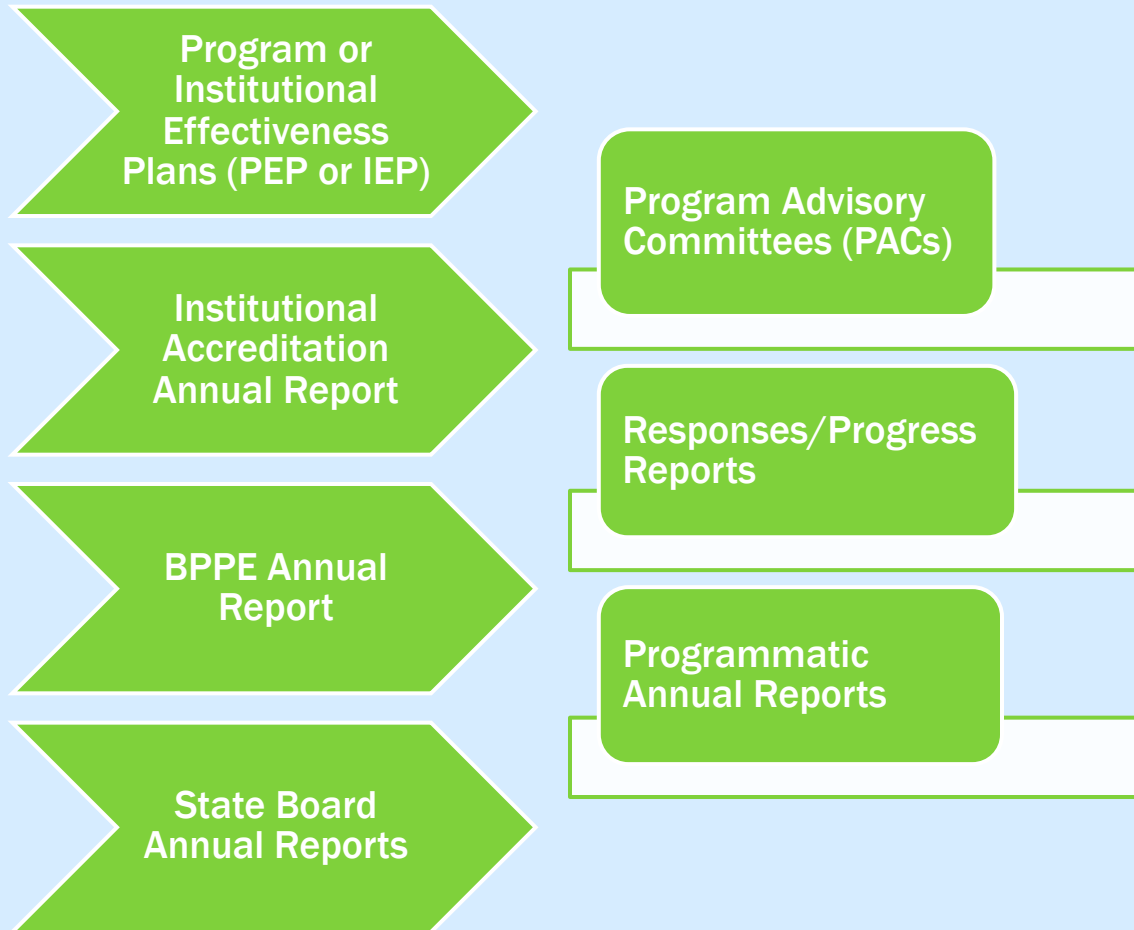 Program or
Institutional
Effectiveness
Plans (PEP or IEP)
Institutional
Accreditation
Annual Report
BPPE Annual
Report
State Board
Annual Reports
Program Advisory
Committees (PACs)
Responses/Progress
Reports
Programmatic
Annual Reports